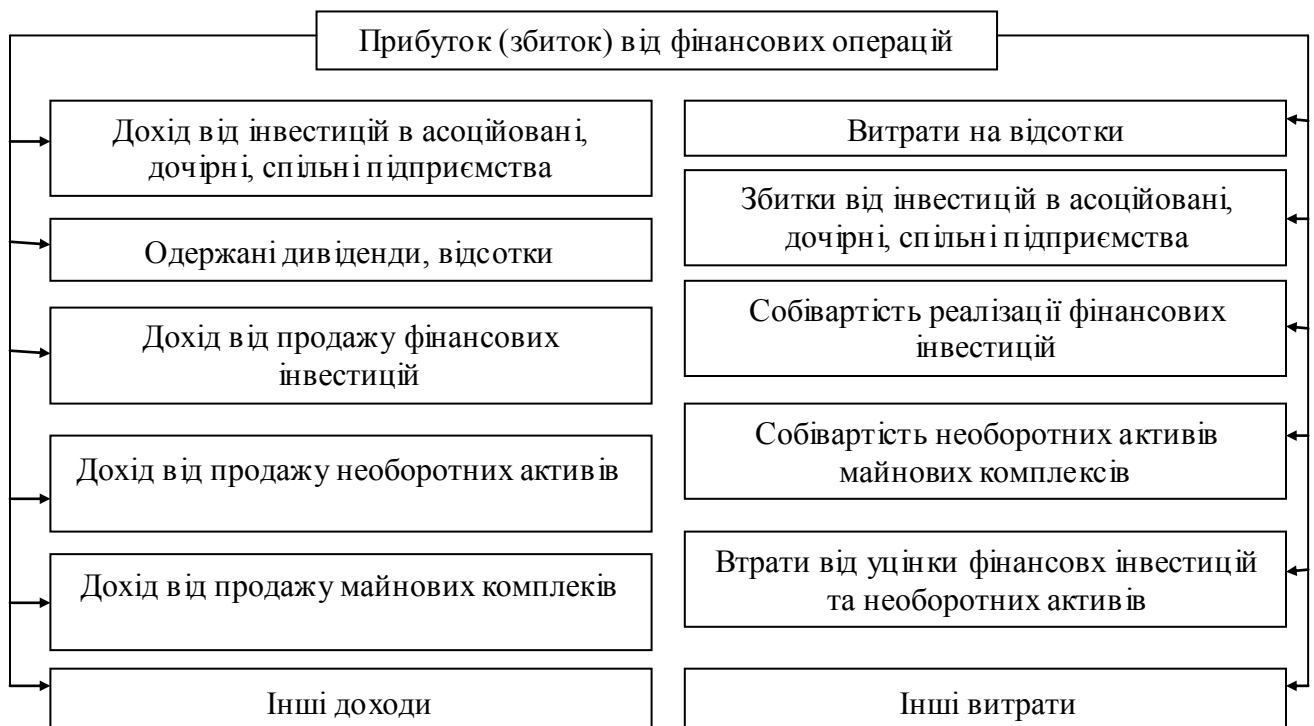 Прибуток (збиток) від фінансових операцій
Дохід від інвестицій в асоційовані,
дочірні, спільні підприємства
Одержані дивіденди, відсотки
Дохід від продажу фінансових
інвестицій
Дохід від продажу необоротних активів
Дохід від продажу майнових комплеків
Інші доходи
Витрати на відсотки
Збитки від інвестицій в асоційовані,
дочірні, спільні підприємства
Собівартість реалізації фінансових
інвестицій
Собівартість необоротних активів
майнових комплексів
Втрати від уцінки фінансовх інвестицій
та необоротних активів
Інші витрати